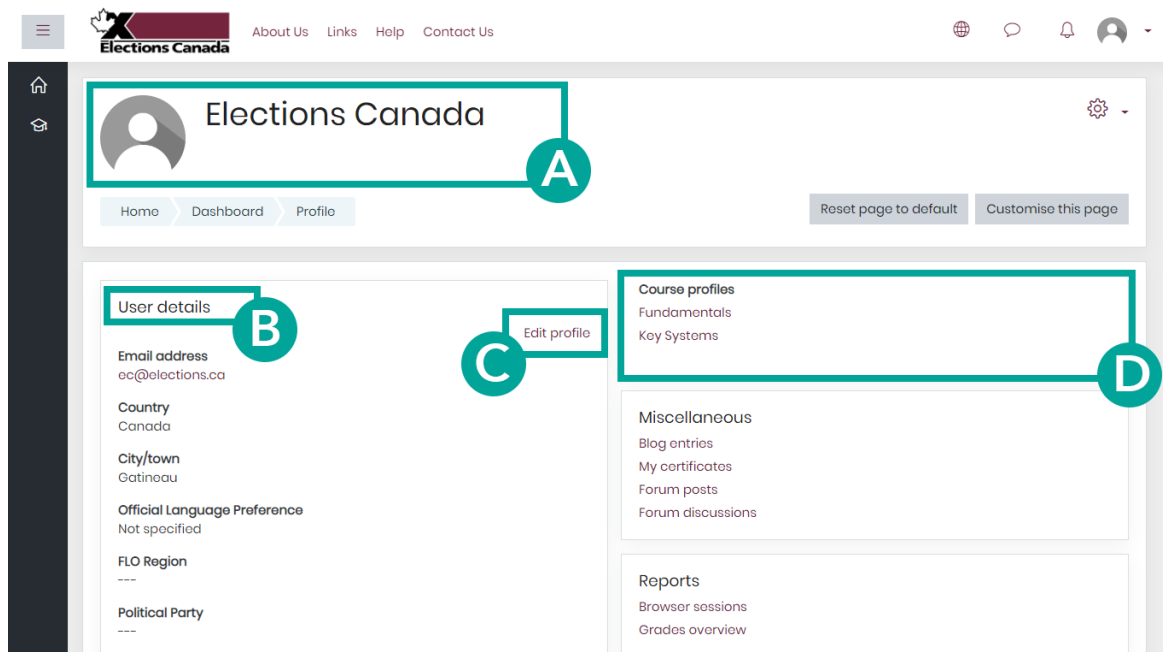 Elections Canada
About Us Links Help Contact Us
Elections Canada
A
Home Dashboard Profile
Reset page to default Customise this page
User details
B
Edit profile
C
Email address
ec@elections.ca
Country
Canada
City/town
Gatineau
Official Language Preference
Not specified
FLO Region
---
Political Party
---
Course profiles
Fundamentals
Key Systems
D
Miscellaneous
Blog entries
My certificates
Forum posts
Forum discussions
Reports
Browser sessions
Grades overview